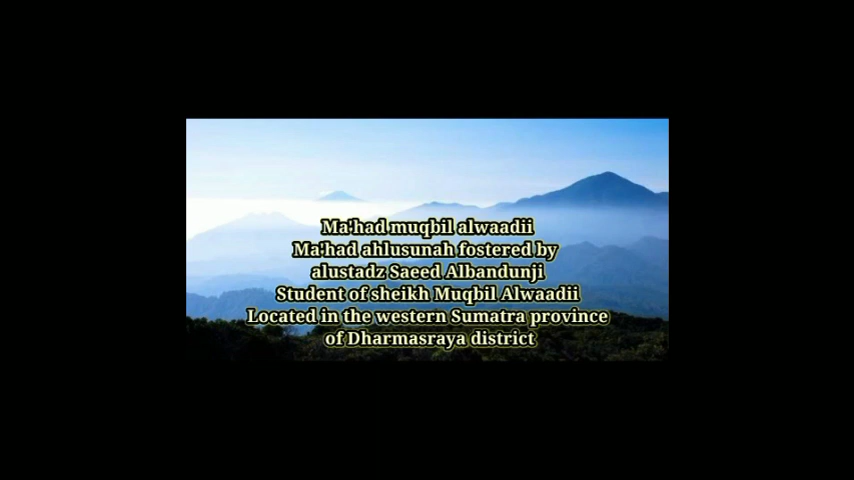 Ma'had muqbil alwaadii
Ma'had ahlusunah fostered by
alustadz Saeed Albandunji
Student of sheikh Muqbil Alwaadii
Located in the western Sumatra province
of Dharmasraya district